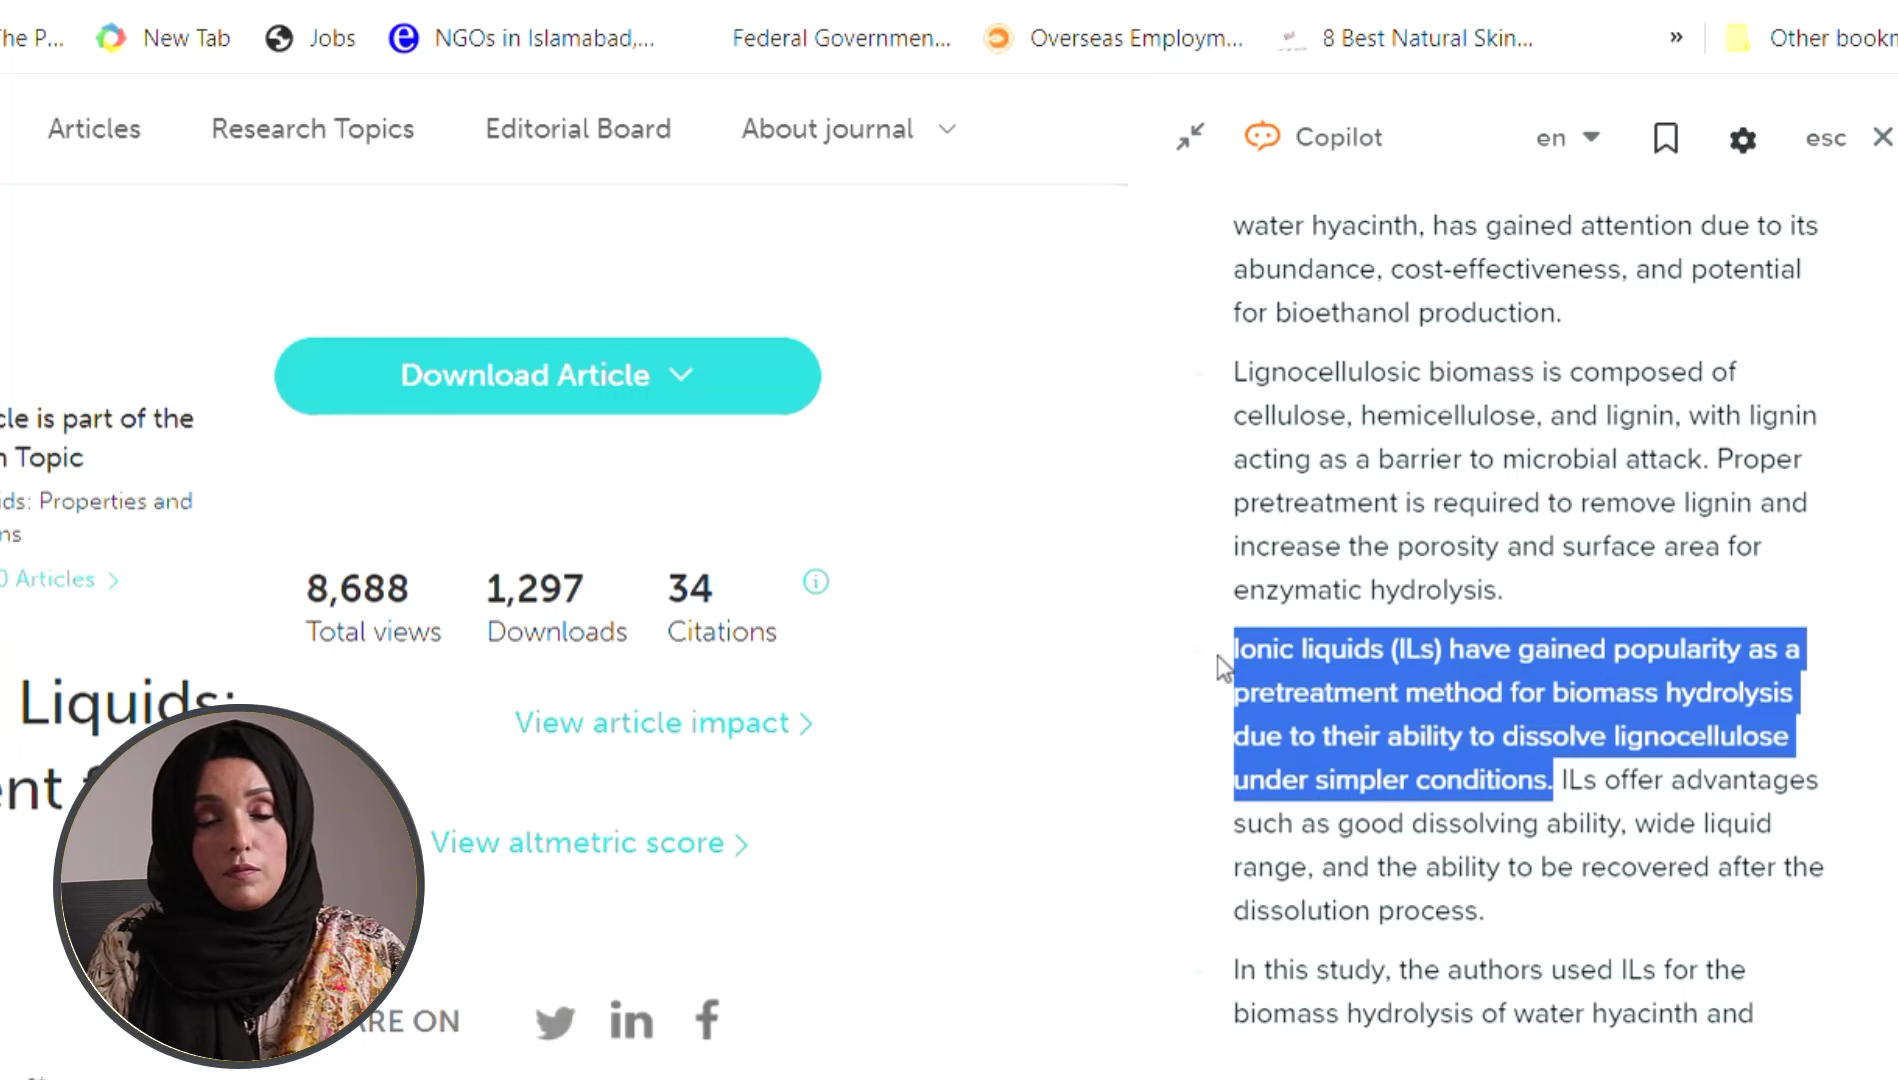 The P...
New Tab
Jobs
NGOs in Islamabad,...
Federal Governmen...
Overseas Employm...
8 Best Natural Skin...
»
Other bookm
Articles
Research Topics
Editorial Board
About journal
Copilot
en
esc
Download Article
cle is part of the
n Topic
ids: Properties and
ns
0 Articles
8,688
1,297
34
Total views
Downloads
Citations
Liquids:
View article impact
ent f
View altmetric score
ARE ON
water hyacinth, has gained attention due to its
abundance, cost-effectiveness, and potential
for bioethanol production.
Lignocellulosic biomass is composed of
cellulose, hemicellulose, and lignin, with lignin
acting as a barrier to microbial attack. Proper
pretreatment is required to remove lignin and
increase the porosity and surface area for
enzymatic hydrolysis.
Ionic liquids (ILs) have gained popularity as a
pretreatment method for biomass hydrolysis
due to their ability to dissolve lignocellulose
under simpler conditions. ILs offer advantages
such as good dissolving ability, wide liquid
range, and the ability to be recovered after the
dissolution process.
In this study, the authors used ILs for the
biomass hydrolysis of water hyacinth and